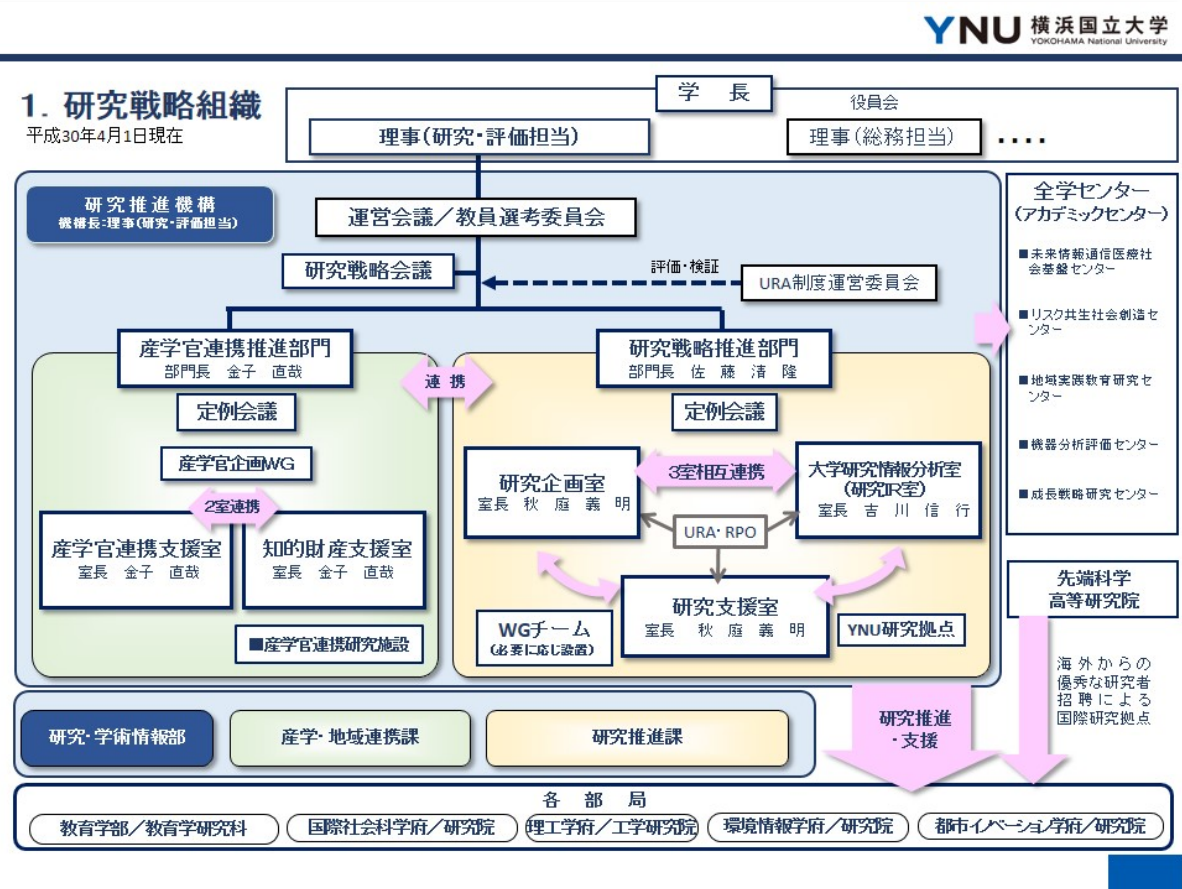 YNU 横浜国立大学
YOKOHAMA National University
1. 研究戦略組織
平成30年4月1日現在
学 長
役員会
理事(研究・評価担当)
理事(総務担当)
・・・・
研究推進機構
機構長:理事(研究・評価担当)
運営会議/教員選考委員会
研究戦略会議
評価・検証
URA制度運営委員会
産学官連携推進部門
部門長 金子 直哉
定例会議
産学官企画WG
2室連携
産学官連携支援室
室長 金子 直哉
知的財産支援室
室長 金子 直哉
■産学官連携研究施設
連 携
研究戦略推進部門
部門長 佐 藤 清 隆
定例会議
研究企画室
室長 秋 庭 義 明
3室相互連携
大学研究情報分析室
(研究IR室)
室長 吉 川 信 行
URA・RPO
研究支援室
室長 秋 庭 義 明
WGチーム
(必要に応じ設置)
YNU研究拠点
全学センター
(アカデミックセンター)
■未来情報通信医療社
会基盤センター
■リスク共生社会創造セ
ンター
■地域実践教育研究セ
ンター
■機器分析評価センター
■成長戦略研究センター
先端科学
高等研究院
海外からの
優秀な研究者
招聘による
国際研究拠点
研究・学術情報部
産学・地域連携課
研究推進課
研究推進
・支援
各 部 局
教育学部/教育学研究科
国際社会科学府/研究院
理工学府/工学研究院
環境情報学府/研究院
都市イノベーション学府/研究院